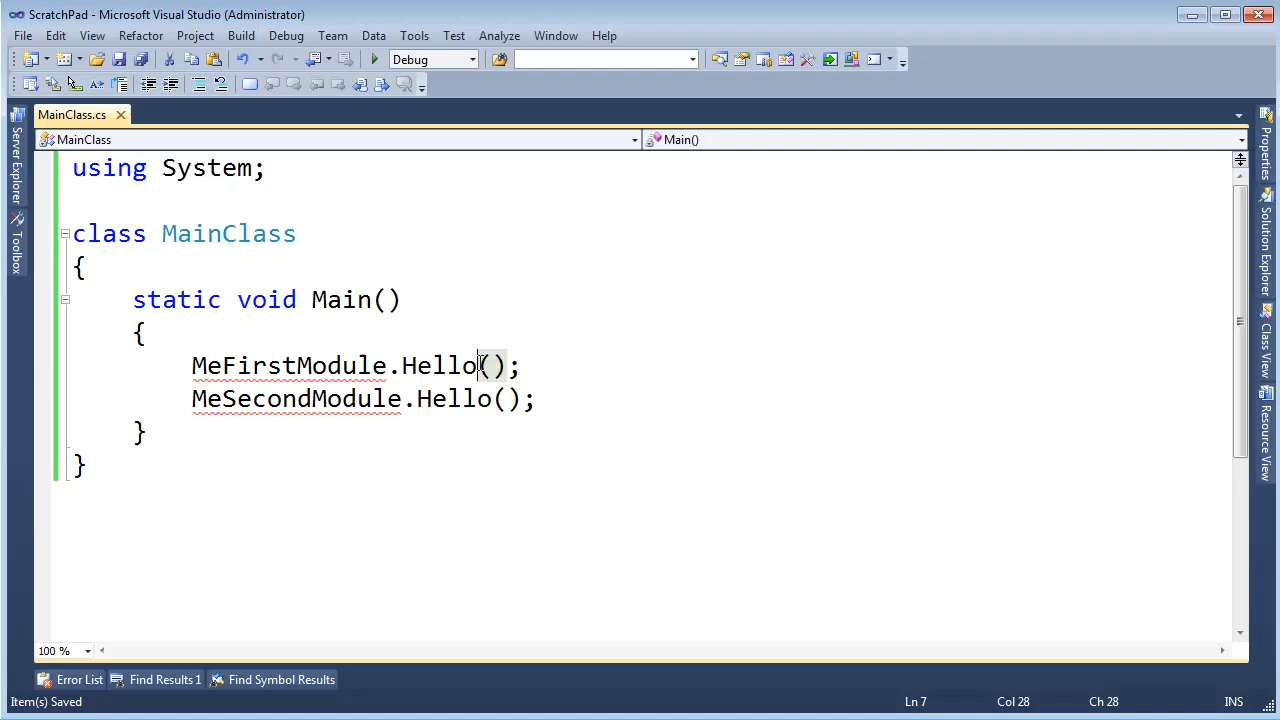 ScratchPad - Microsoft Visual Studio (Administrator)
File Edit View Refactor Project Build Debug Team Data Tools Test Analyze Window Help
Debug
MainClass.cs
MainClass Main()
Server Explorer
Toolbox
using System;
class MainClass
{
static void Main()
{
MeFirstModule.Hello();
MeSecondModule.Hello();
}
}
Properties
Solution Explorer
Class View
Resource View
100 %
Error List Find Results 1 Find Symbol Results
Item(s) Saved Ln 7 Col 28 Ch 28 INS